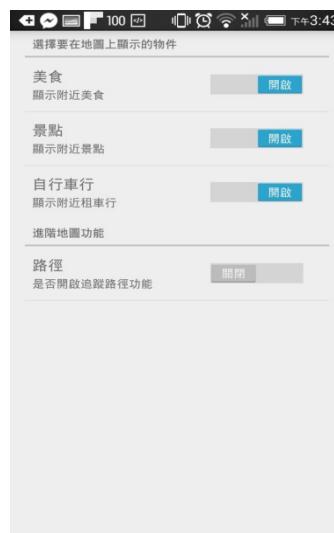 100 下午3:43
選擇要在地圖上顯示的物件
美食
顯示附近美食
開啟
景點
顯示附近景點
開啟
自行車行
顯示附近租車行
開啟
進階地圖功能
路徑
是否開啟追蹤路徑功能
關閉